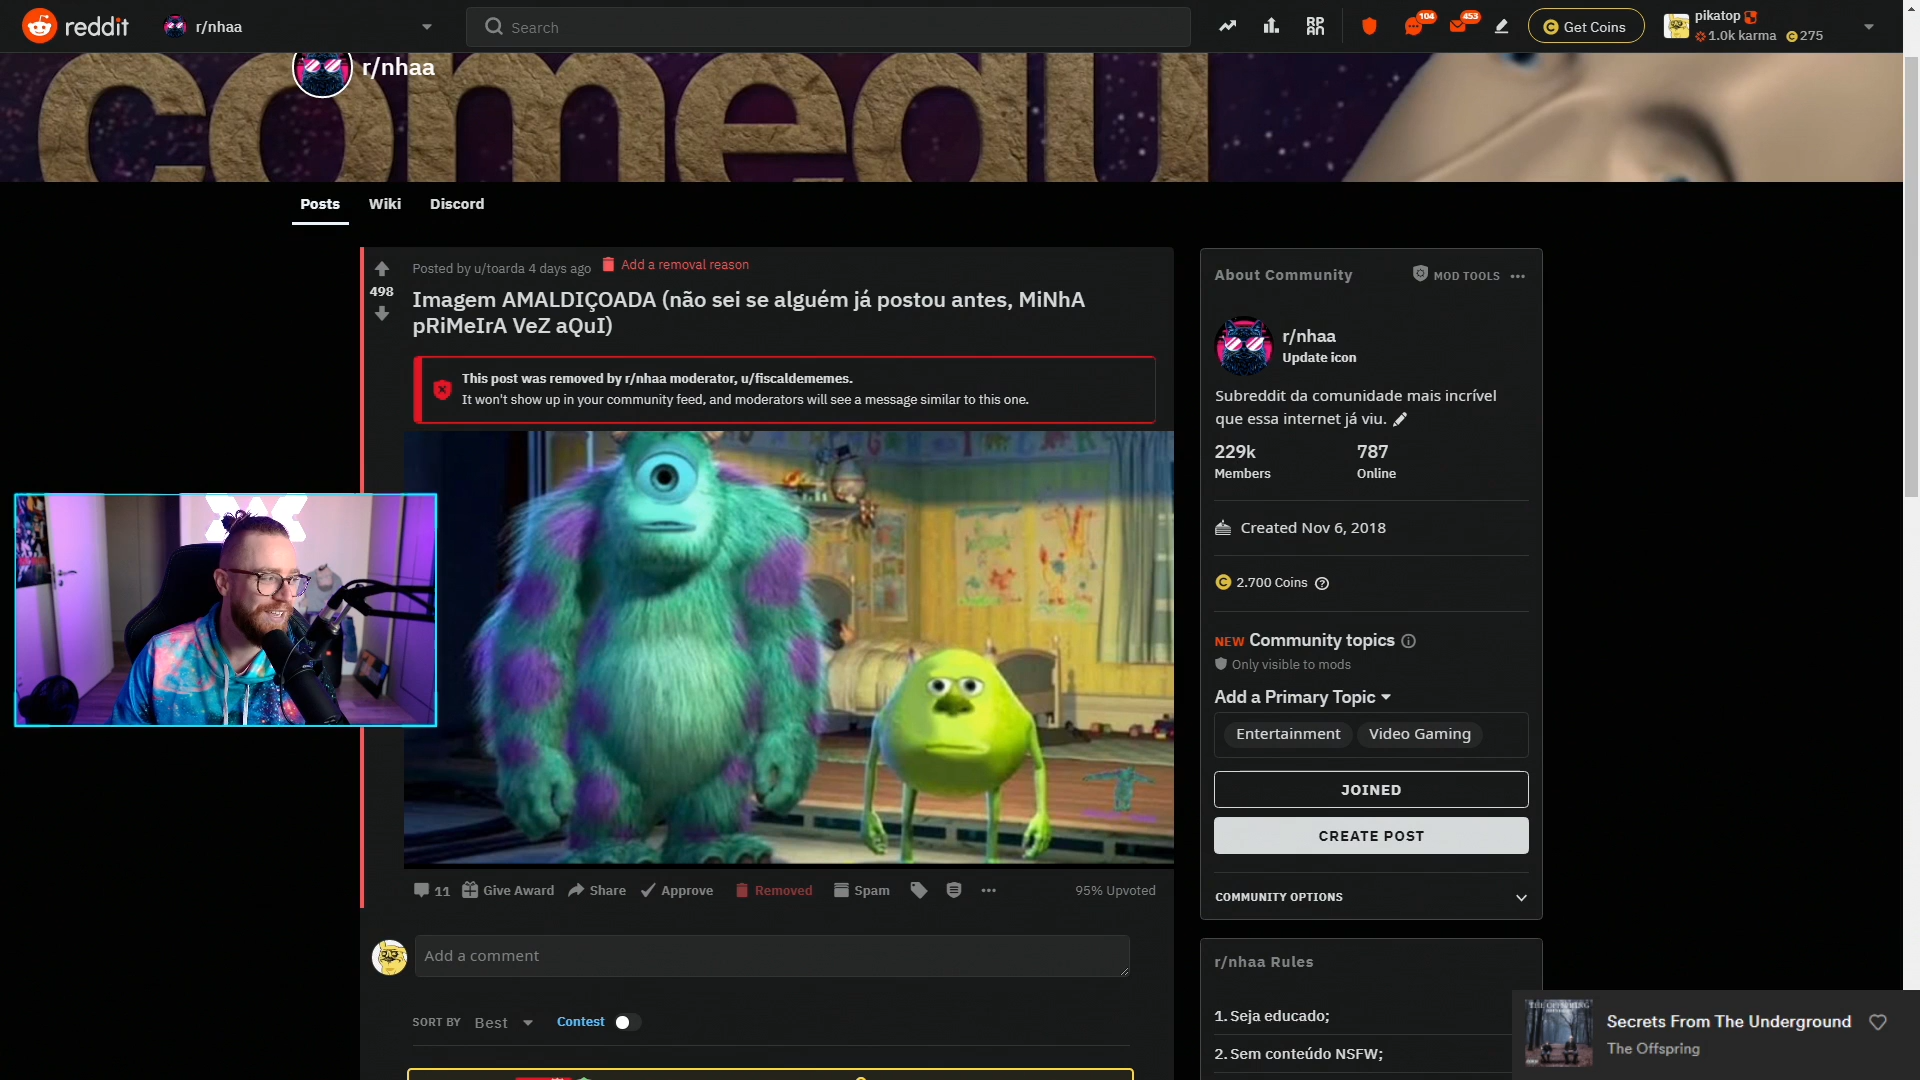 reddit
r/nhaa
Search
RP
AN
104
453
Get Coins
pikatop
1.0k karma
275
comedy
r/nhaa
Posts
Wiki
Discord
498
Posted by u/toarda 4 days ago
Add a removal reason
Imagem AMALDIÇOADA (não sei se alguém já postou antes, MiNhA
pRiMeIrA VeZ aQuI)
This post was removed by r/nhaa moderator, u/fiscaldememes.
It won't show up in your community feed, and moderators will see a message similar to this one.
11
Give Award
Share
Approve
Removed
Spam
95% Upvoted
Add a comment
SORT BY Best
Contest
About Community
MOD TOOLS
r/nhaa
Update icon
Subreddit da comunidade mais incrível
que essa internet já viu.
229k
Members
787
Online
Created Nov 6, 2018
2.700 Coins
NEW Community topics
Only visible to mods
Add a Primary Topic
Entertainment
Video Gaming
JOINED
CREATE POST
COMMUNITY OPTIONS
r/nhaa Rules
1. Seja educado;
2. Sem conteúdo NSFW;
THE OFFSPRING
Secrets From The Underground
The Offspring